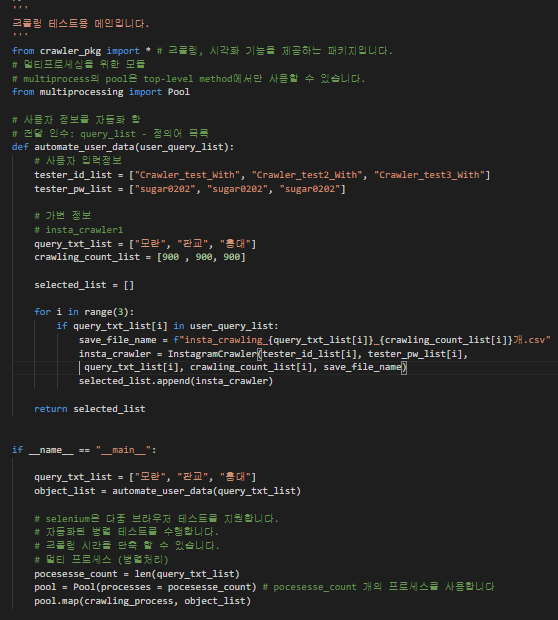 '''
크롤링 테스트용 메인입니다.
'''
from crawler_pkg import * # 크롤링, 시각화 기능을 제공하는 패키지입니다.
# 멀티프로세싱을 위한 모듈
# multiprocess의 pool은 top-level method에서만 사용할 수 있습니다.
from multiprocessing import Pool
# 사용자 정보를 자동화 함
# 전달 인수: query_list - 정의어 목록
def automate_user_data(user_query_list):
# 사용자 입력정보
tester_id_list = ["Crawler_test_With", "Crawler_test2_With", "Crawler_test3_With"]
tester_pw_list = ["sugar0202", "sugar0202", "sugar0202"]
# 가변 정보
# insta_crawler1
query_txt_list = ["모란", "판교", "홍대"]
crawling_count_list = [900 , 900, 900]
selected_list = []
for i in range(3):
if query_txt_list[i] in user_query_list:
save_file_name = f"insta_crawling_{query_txt_list[i]}_{crawling_count_list[i]}개.csv"
insta_crawler = InstagramCrawler(tester_id_list[i], tester_pw_list[i],
query_txt_list[i], crawling_count_list[i], save_file_name)
selected_list.append(insta_crawler)
return selected_list
if __name__ == "__main__":
query_txt_list = ["모란", "판교", "홍대"]
object_list = automate_user_data(query_txt_list)
# selenium은 다중 브라우저 테스트를 지원합니다.
# 자동화된 병렬 테스트를 수행합니다.
# 크롤링 시간을 단축 할 수 있습니다.
# 멀티 프로세스 (병렬처리)
pocesesse_count = len(query_txt_list)
pool = Pool(processes = pocesesse_count) # pocesesse_count 개의 프로세스를 사용합니다
pool.map(crawling_process, object_list)